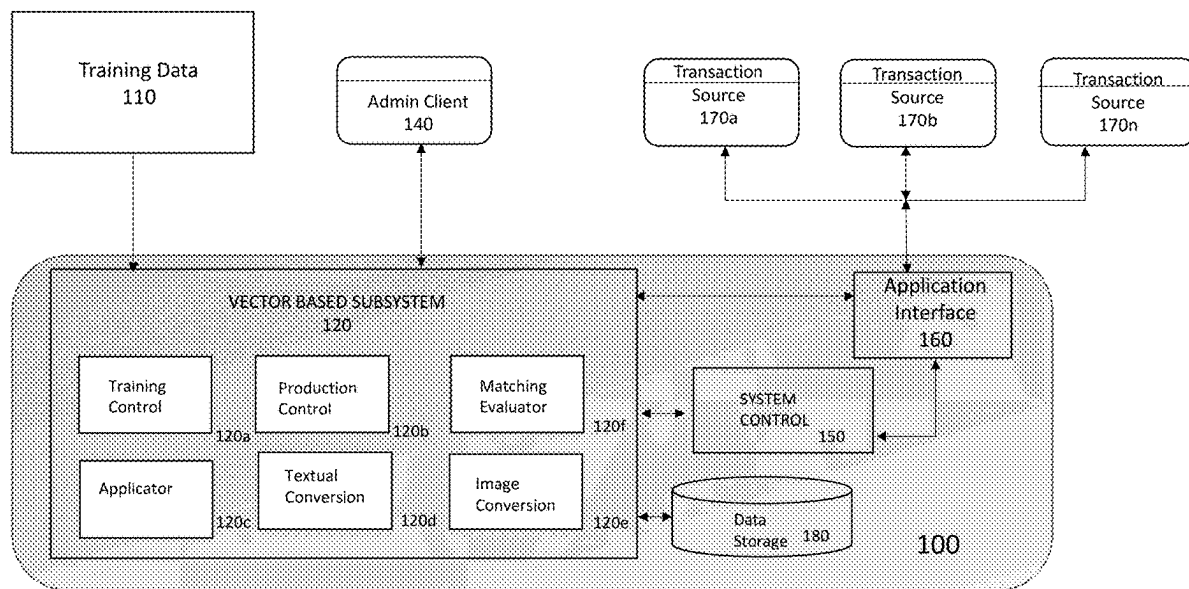 Training Data
110
Admin Client
140
Transaction
Source
170a
Transaction
Source
170b
Transaction
Source
170n
VECTOR BASED SUBSYSTEM
120
Application
Interface
160
Training
Control
120a
Production
Control
120b
Matching
Evaluator
120f
SYSTEM
CONTROL
150
Applicator
120c
Textual
Conversion
120d
Image
Conversion
120e
Data
Storage
180
100